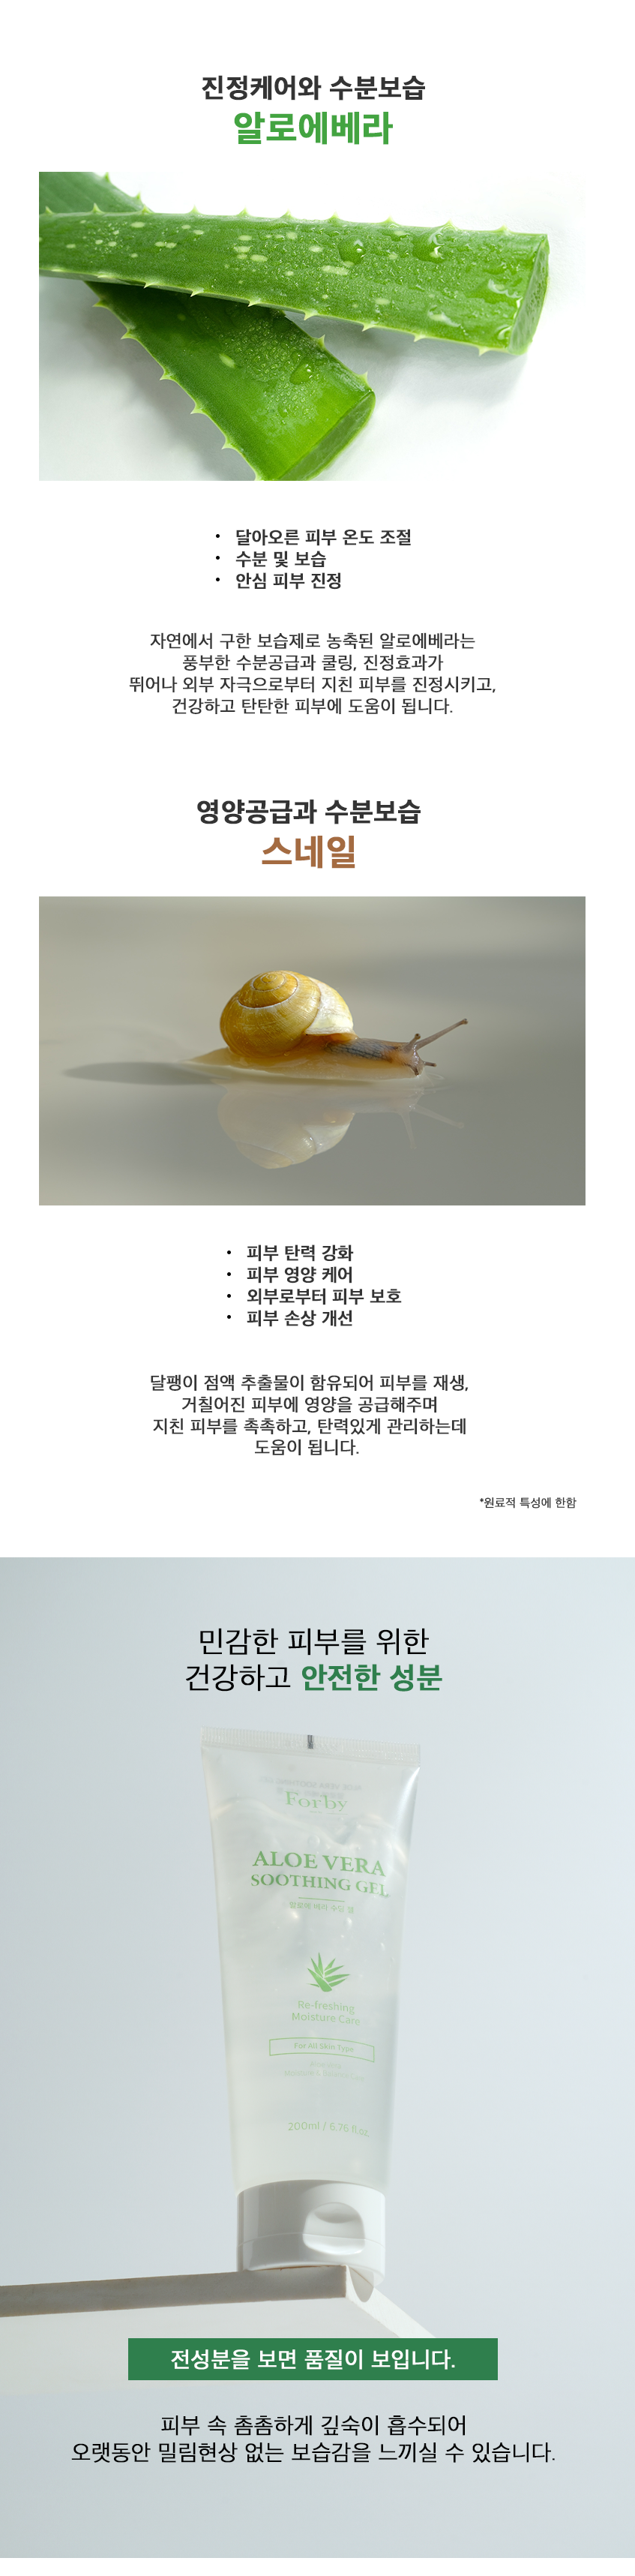 진정케어와 수분보습
알로에베라
• 달아오른 피부 온도 조절
• 수분 및 보습
• 안심 피부 진정
자연에서 구한 보습제로 농축된 알로에베라는
풍부한 수분공급과 쿨링, 진정효과가
뛰어나 외부 자극으로부터 지친 피부를 진정시키고,
건강하고 탄탄한 피부에 도움이 됩니다.
영양공급과 수분보습
스네일
• 피부 탄력 강화
• 피부 영양 케어
• 외부로부터 피부 보호
• 피부 손상 개선
달팽이 점액 추출물이 함유되어 피부를 재생,
거칠어진 피부에 영양을 공급해주며
지친 피부를 촉촉하고, 탄력있게 관리하는데
도움이 됩니다.
*원료적 특성에 한함
민감한 피부를 위한
건강하고 안전한 성분
Forby
ALOE VERA
SOOTHING GEL
알로에 베라 수딩 젤
Re-freshing
Moisture Care
For All Skin Type
200ml / 6.76 fl.oz.
전성분을 보면 품질이 보입니다.
피부 속 촘촘하게 깊숙이 흡수되어
오랫동안 밀림현상 없는 보습감을 느끼실 수 있습니다.